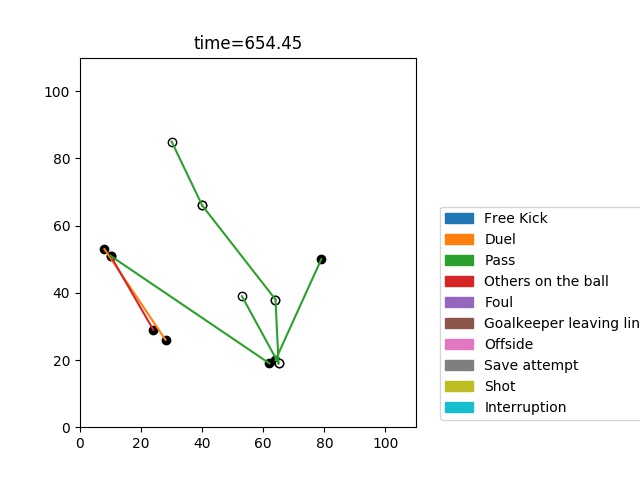 time=654.45
100
80
60
40
20
0
0 20 40 60 80 100
Free Kick
Duel
Pass
Others on the ball
Foul
Goalkeeper leaving lin
Offside
Save attempt
Shot
Interruption